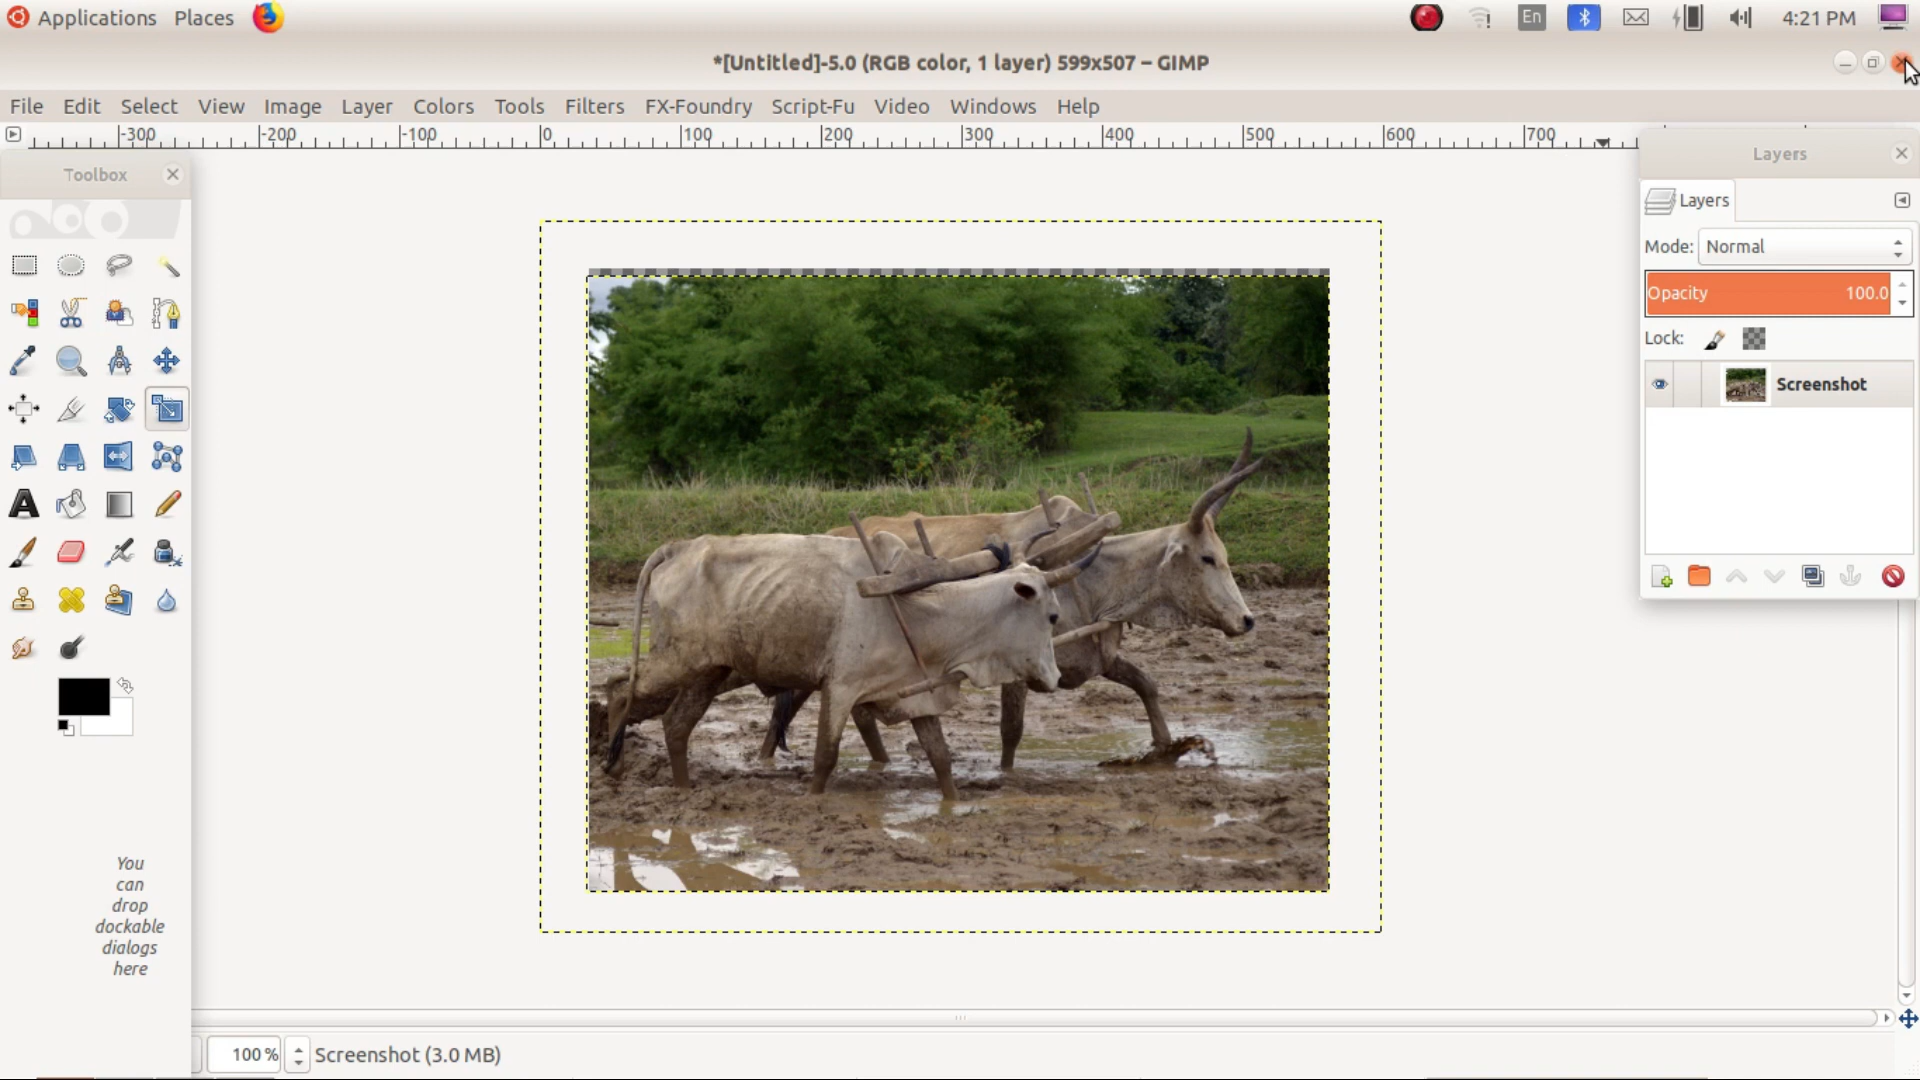 Applications Places En 4:21 PM
*[Untitled]-5.0 (RGB color, 1 layer) 599x507 – GIMP
File Edit Select View Image Layer Colors Tools Filters FX-Foundry Script-Fu Video Windows Help
-300 -200 -100 0 100 200 300 400 500 600 700
Toolbox
Layers
Layers
Mode: Normal
Opacity 100.0
Lock:
Screenshot
You
can
drop
dockable
dialogs
here
100 % Screenshot (3.0 MB)